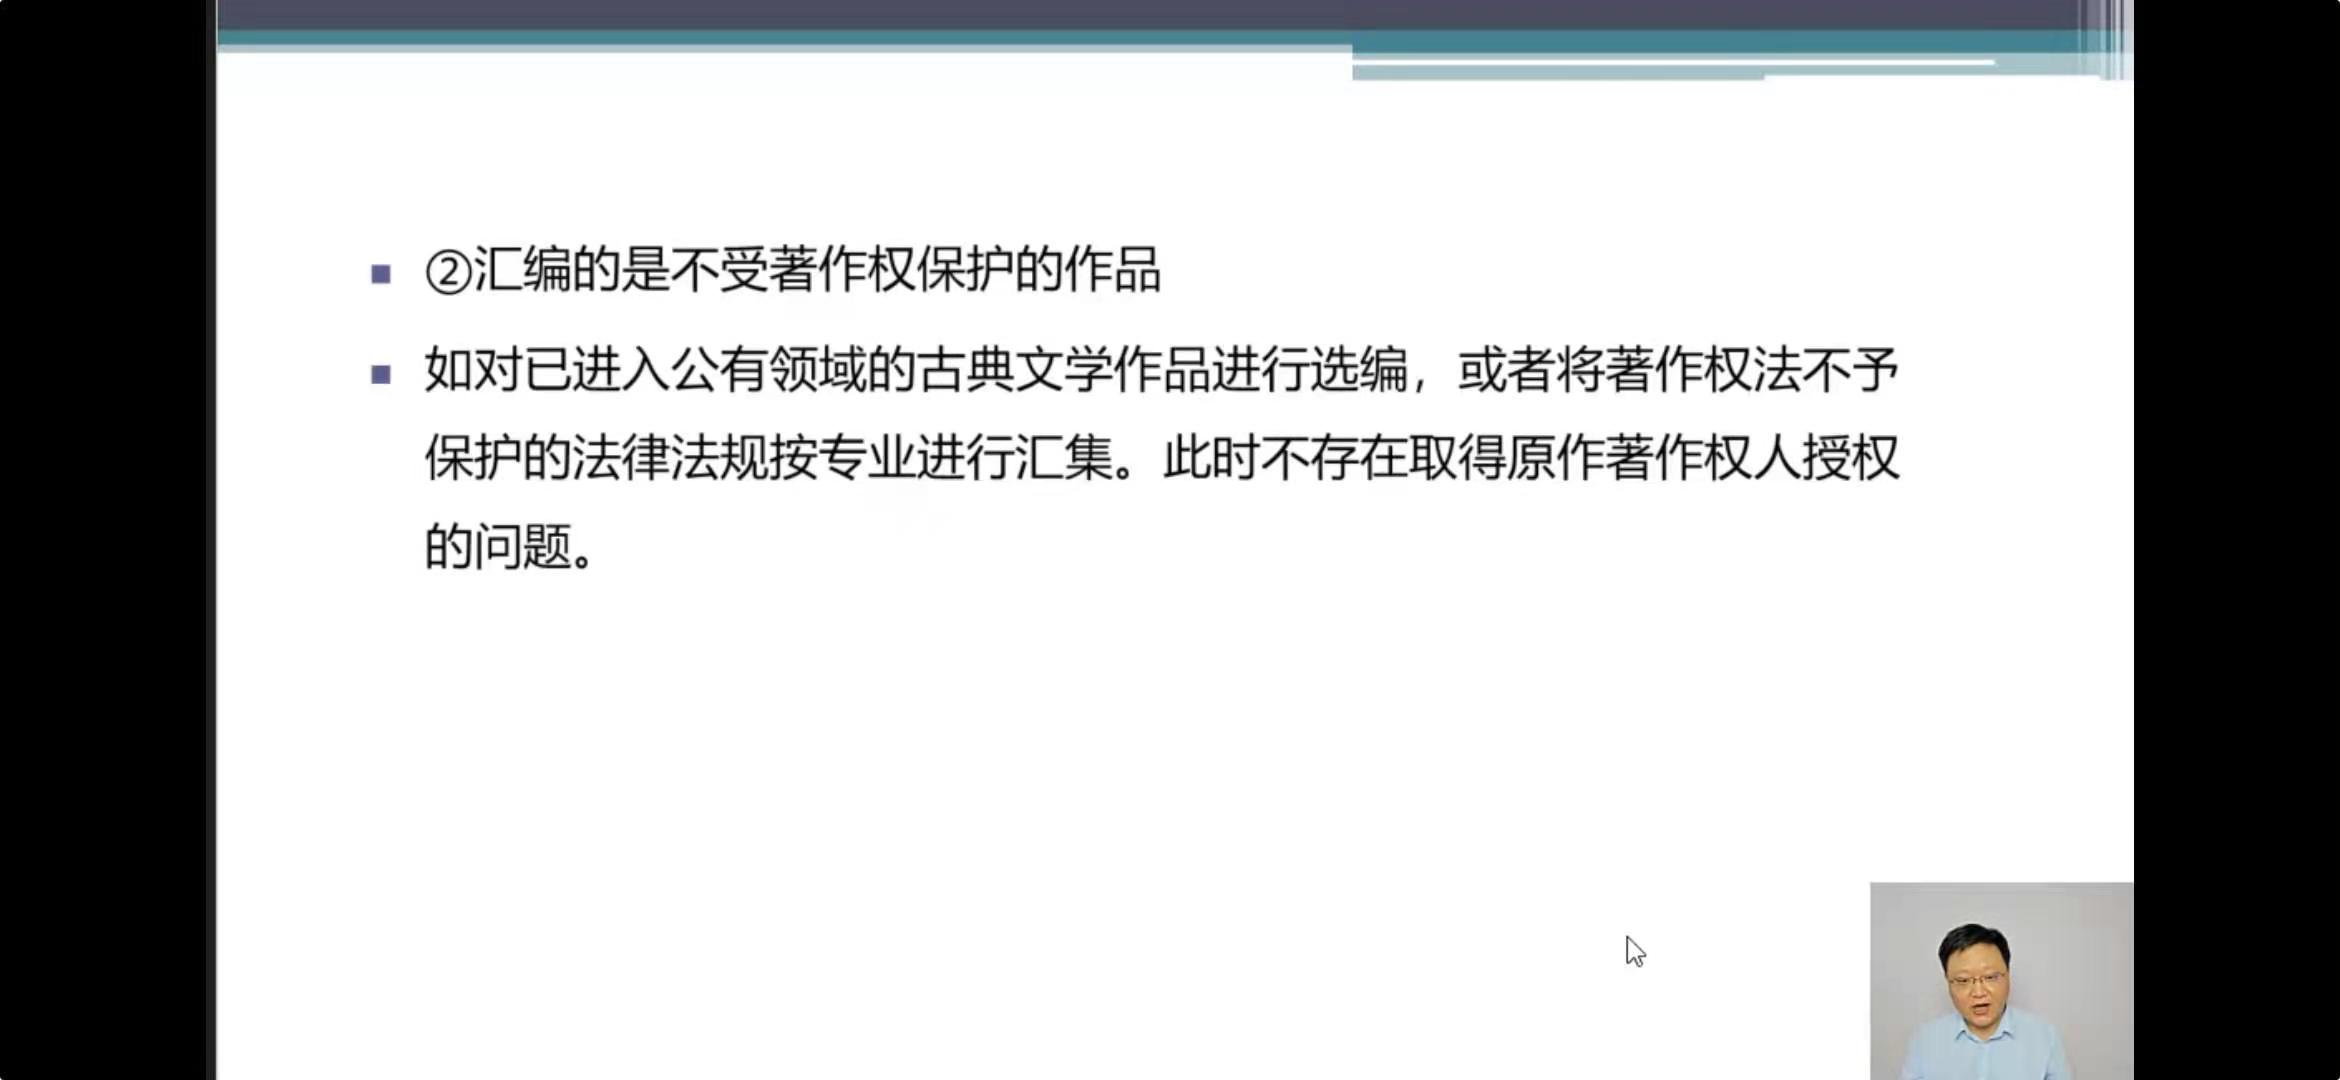 ②汇编的是不受著作权保护的作品
如对已进入公有领域的古典文学作品进行选编，或者将著作权法不予
保护的法律法规按专业进行汇集。此时不存在取得原作著作权人授权
的问题。